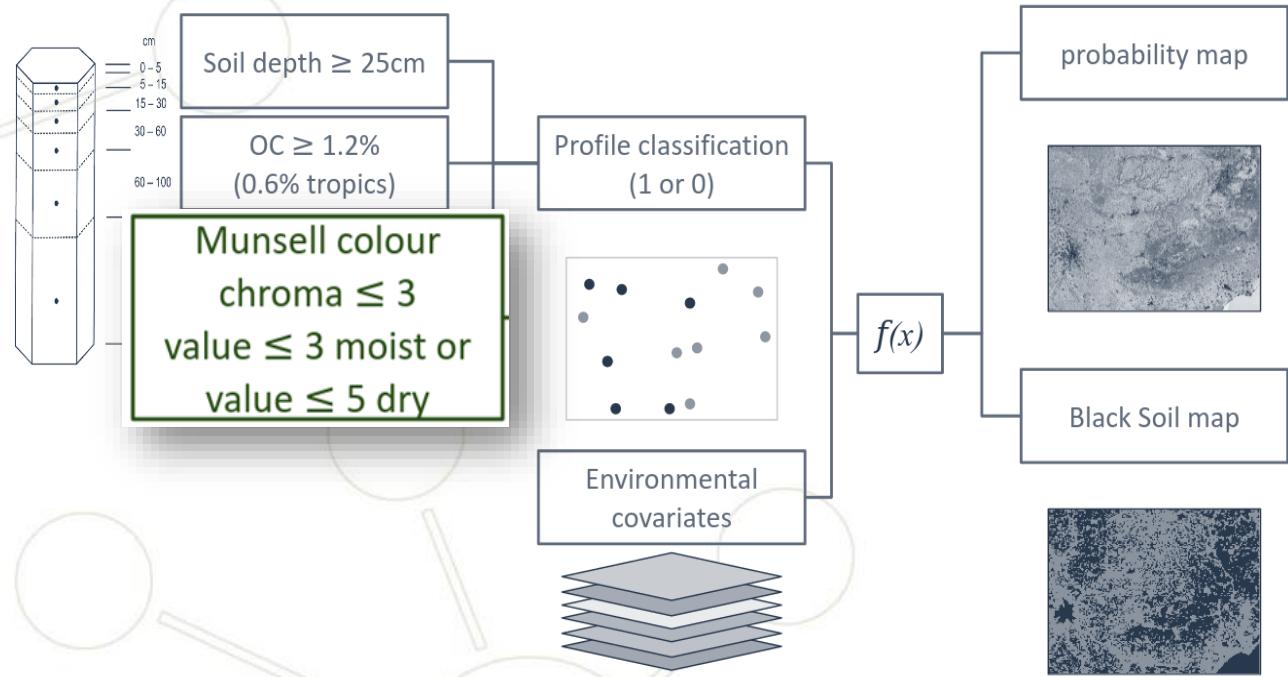 cm
0 – 5
5 – 15
15 – 30
30 – 60
60 – 100
Soil depth ≥ 25cm
OC ≥ 1.2%
(0.6% tropics)
Munsell colour
chroma ≤ 3
value ≤ 3 moist or
value ≤ 5 dry
Profile classification
(1 or 0)
Environmental
covariates
f(x)
probability map
Black Soil map